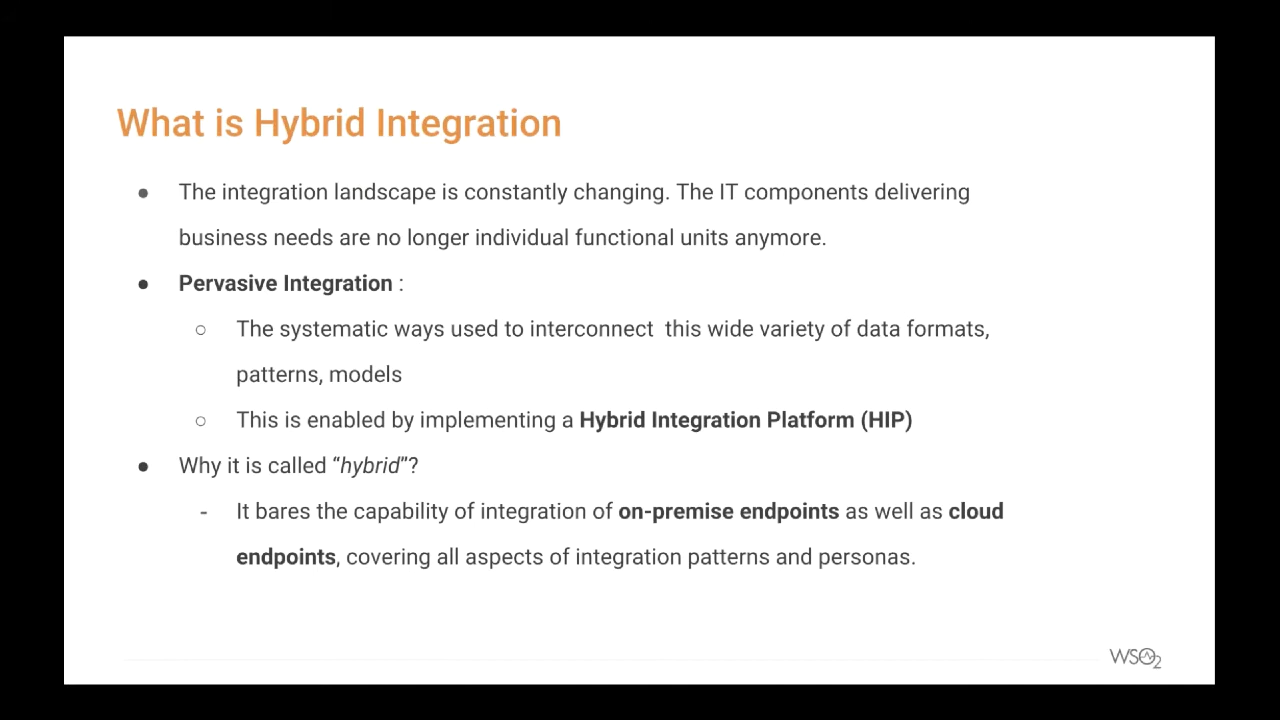 What is Hybrid Integration
● The integration landscape is constantly changing. The IT components delivering
business needs are no longer individual functional units anymore.
● Pervasive Integration :
○ The systematic ways used to interconnect  this wide variety of data formats,
patterns, models
○ This is enabled by implementing a Hybrid Integration Platform (HIP)
● Why it is called “hybrid”?
- It bares the capability of integration of on-premise endpoints as well as cloud
endpoints, covering all aspects of integration patterns and personas.
WSO2